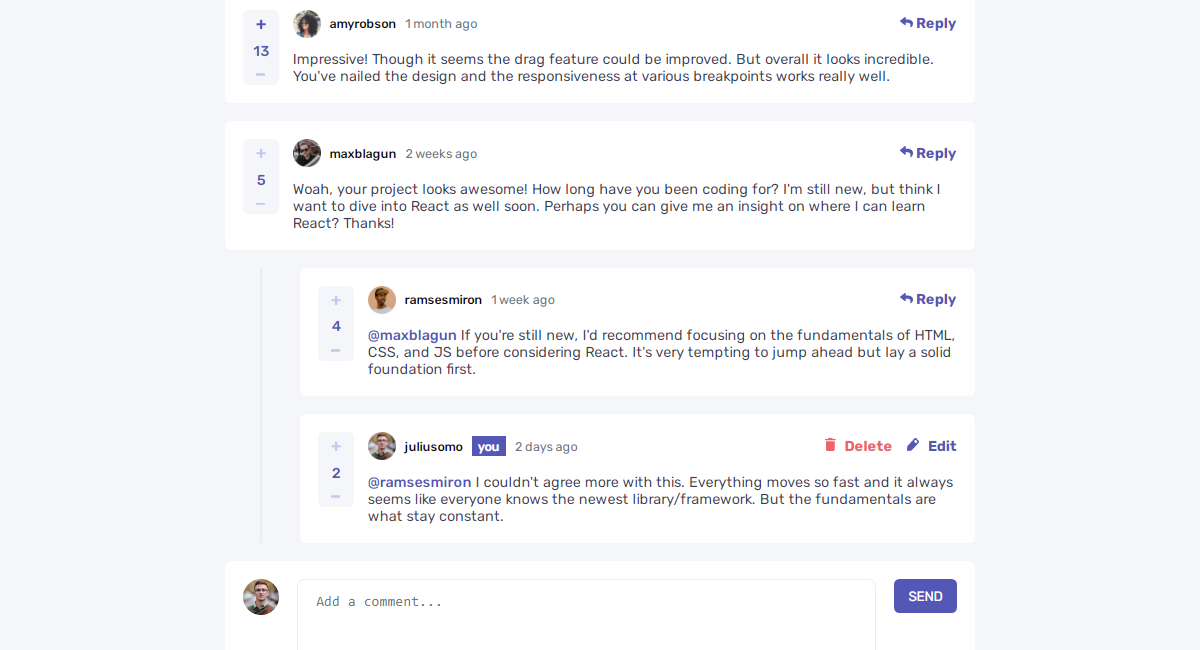 +
13
−
amyrobson 1 month ago
Reply
Impressive! Though it seems the drag feature could be improved. But overall it looks incredible.
You've nailed the design and the responsiveness at various breakpoints works really well.
+
5
−
maxblagun 2 weeks ago
Reply
Woah, your project looks awesome! How long have you been coding for? I'm still new, but think I
want to dive into React as well soon. Perhaps you can give me an insight on where I can learn
React? Thanks!
+
4
−
ramsesmiron 1 week ago
Reply
@maxblagun If you're still new, I'd recommend focusing on the fundamentals of HTML,
CSS, and JS before considering React. It's very tempting to jump ahead but lay a solid
foundation first.
+
2
−
juliusomo you 2 days ago
Delete Edit
@ramsesmiron I couldn't agree more with this. Everything moves so fast and it always
seems like everyone knows the newest library/framework. But the fundamentals are
what stay constant.
Add a comment...
SEND